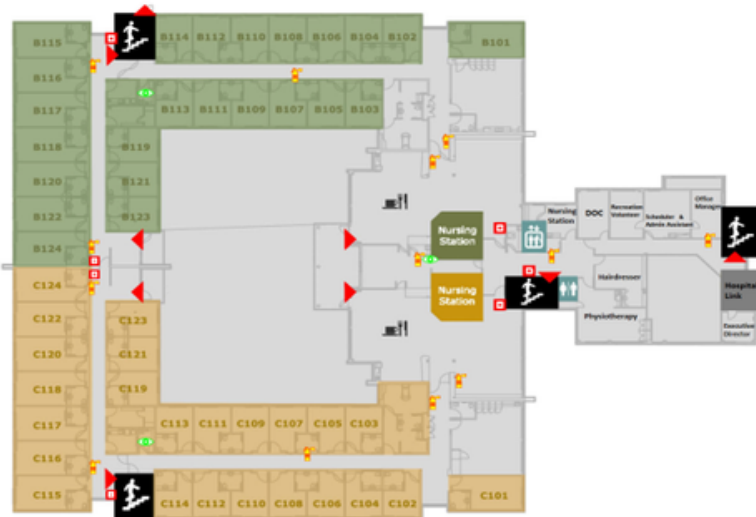 B115
B114 B112 B110 B108 B106 B104 B102
B101
B116
B117
B113 B111 B109 B107 B105 B103
B118
B119
B120
B121
B122
B123
B124
Nursing
Station
Nursing
Station
DOC
Recreation
Volunteer
Scheduler &
Admin Assistant
Office
Manager
C124
Nursing
Station
Hairdresser
Hospital
Link
C122
C123
Physiotherapy
Executive
Director
C120
C121
C118
C119
C117
C113 C111 C109 C107 C105 C103
C116
C115
C114 C112 C110 C108 C106 C104 C102
C101